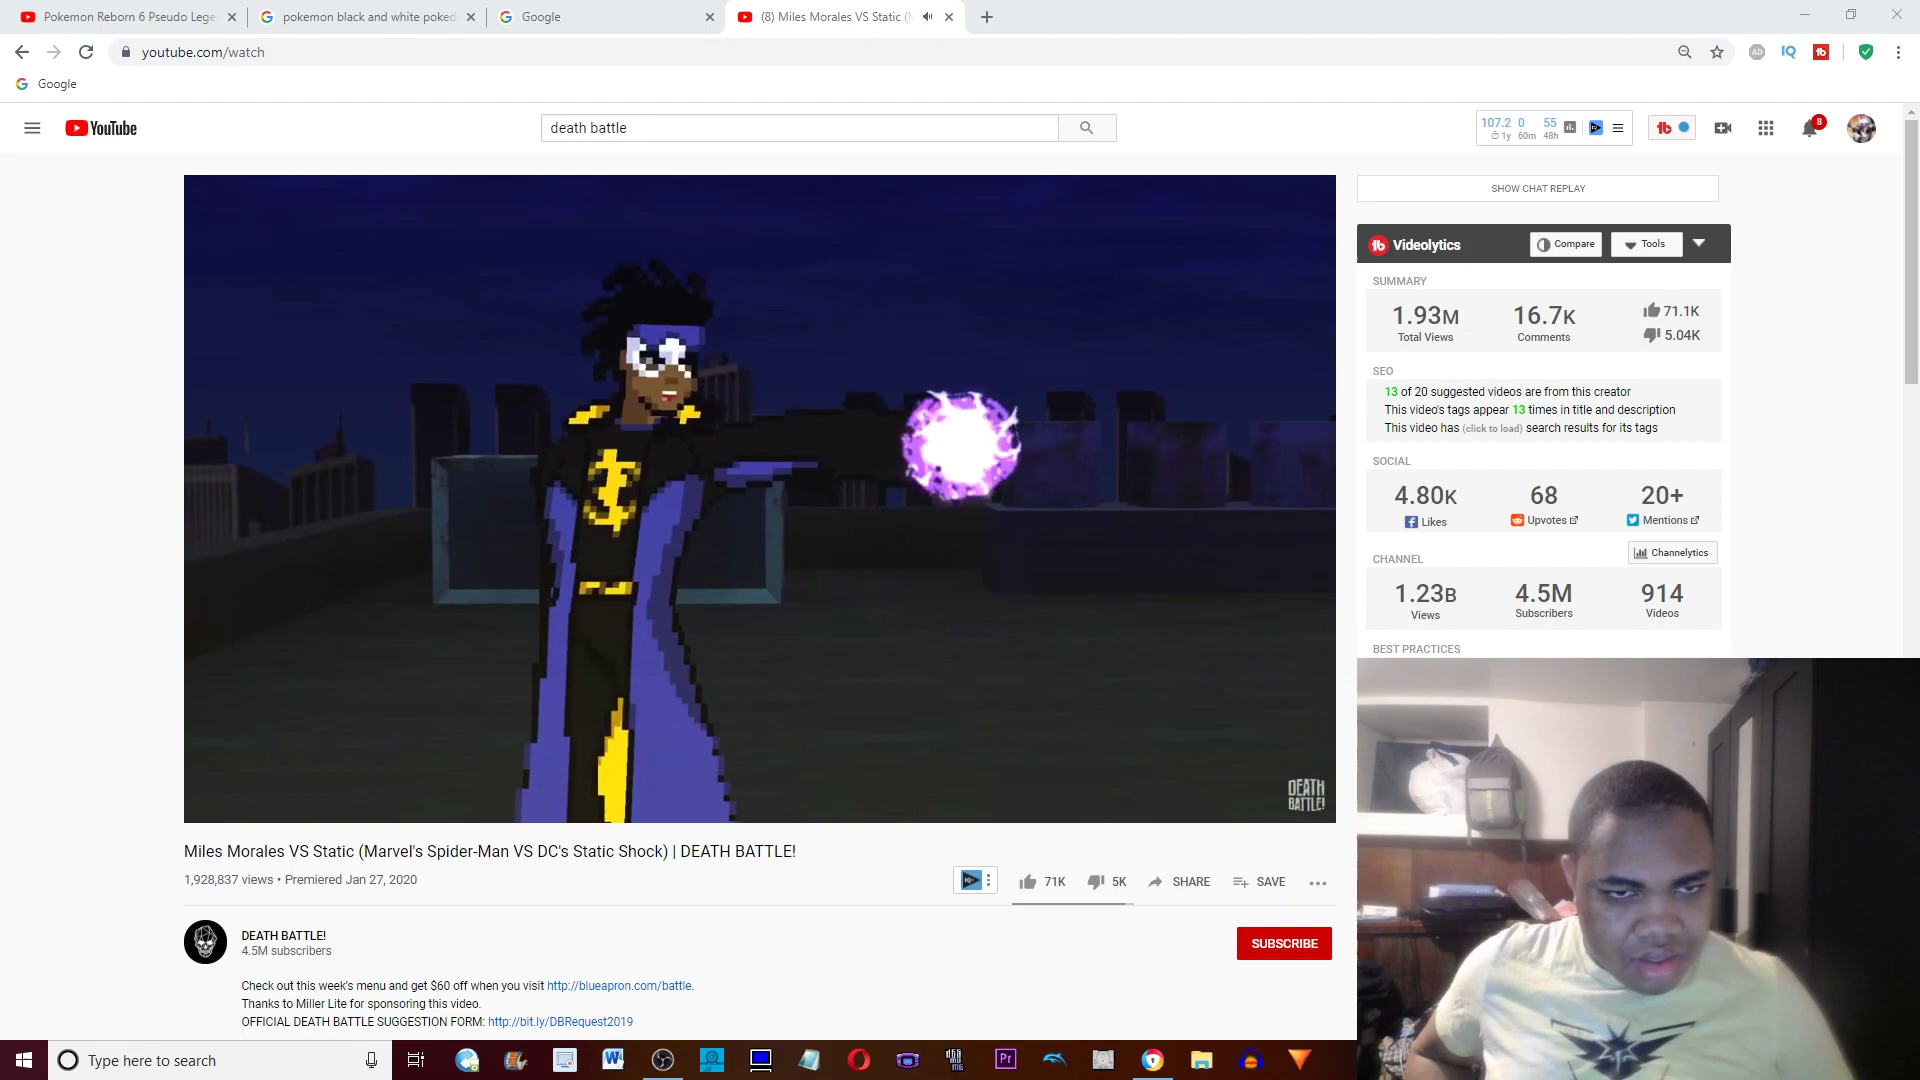 Pokemon Reborn 6 Pseudo Lege
pokemon black and white poked
Google
(8) Miles Morales VS Static (M
youtube.com/watch
Google
YouTube
death battle
107.2 0 55
1y 60m 48h
8
SHOW CHAT REPLAY
Videolytics
Compare
Tools
SUMMARY
1.93M
16.7K
71.1K
Total Views
Comments
5.04K
SEO
13 of 20 suggested videos are from this creator
This video's tags appear 13 times in title and description
This video has (click to load) search results for its tags
SOCIAL
4.80K
68
20+
Likes
Upvotes
Mentions
CHANNEL
Channelytics
1.23B
4.5M
914
Views
Subscribers
Videos
BEST PRACTICES
DEATH
BATTLE!
Miles Morales VS Static (Marvel's Spider-Man VS DC's Static Shock) | DEATH BATTLE!
1,928,837 views • Premiered Jan 27, 2020
71K
5K
SHARE
SAVE
DEATH BATTLE!
4.5M subscribers
SUBSCRIBE
Check out this week's menu and get $60 off when you visit http://blueapron.com/battle.
Thanks to Miller Lite for sponsoring this video.
OFFICIAL DEATH BATTLE SUGGESTION FORM: http://bit.ly/DBRequest2019
Type here to search